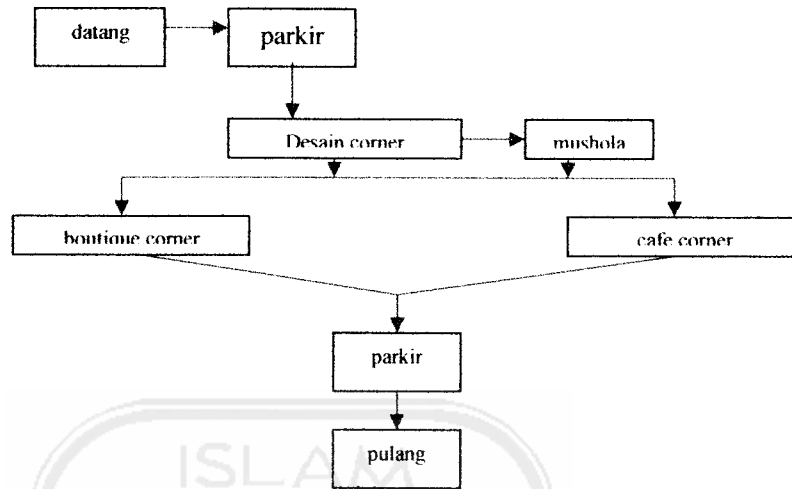 datang
parkir
Desain corner
mushola
boutique corner
cafe corner
parkir
pulang
ISLAM